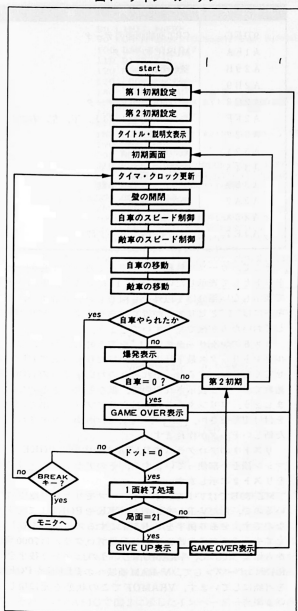 start
第1初期設定
第2初期設定
タイトル・説明文表示
初期画面
タイマ・クロック更新
壁の開閉
自車のスピード制御
敵車のスピード制御
自車の移動
敵車の移動
自車やられたか
yes
no
爆発表示
自車=0?
no
第2初期
yes
GAME OVER表示
ドット=0
no
yes
BREAK
キー?
no
yes
モニタへ
1面終了処理
局面=21
no
yes
GIVE UP表示
GAME OVER表示